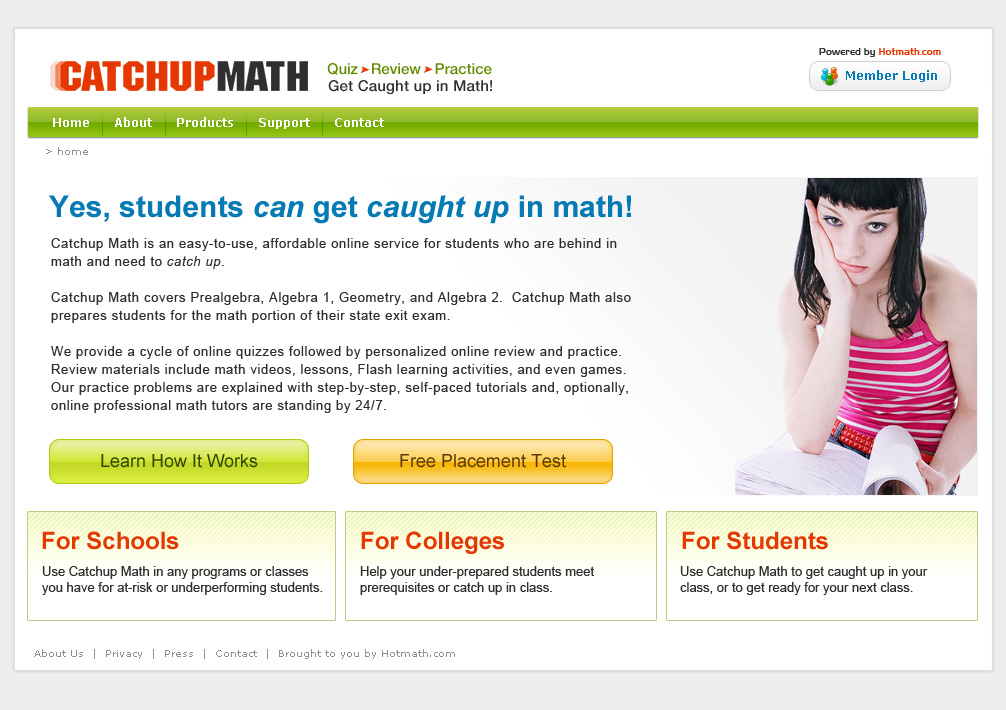 CATCHUPMATH
Quiz ➤ Review ➤ Practice
Get Caught up in Math!
Powered by Hotmath.com
Member Login
Home About Products Support Contact
> home
Yes, students can get caught up in math!
Catchup Math is an easy-to-use, affordable online service for students who are behind in
math and need to catch up.
Catchup Math covers Prealgebra, Algebra 1, Geometry, and Algebra 2. Catchup Math also
prepares students for the math portion of their state exit exam.
We provide a cycle of online quizzes followed by personalized online review and practice.
Review materials include math videos, lessons, Flash learning activities, and even games.
Our practice problems are explained with step-by-step, self-paced tutorials and, optionally,
online professional math tutors are standing by 24/7.
Learn How It Works
Free Placement Test
For Schools
Use Catchup Math in any programs or classes
you have for at-risk or underperforming students.
For Colleges
Help your under-prepared students meet
prerequisites or catch up in class.
For Students
Use Catchup Math to get caught up in your
class, or to get ready for your next class.
About Us | Privacy | Press | Contact | Brought to you by Hotmath.com